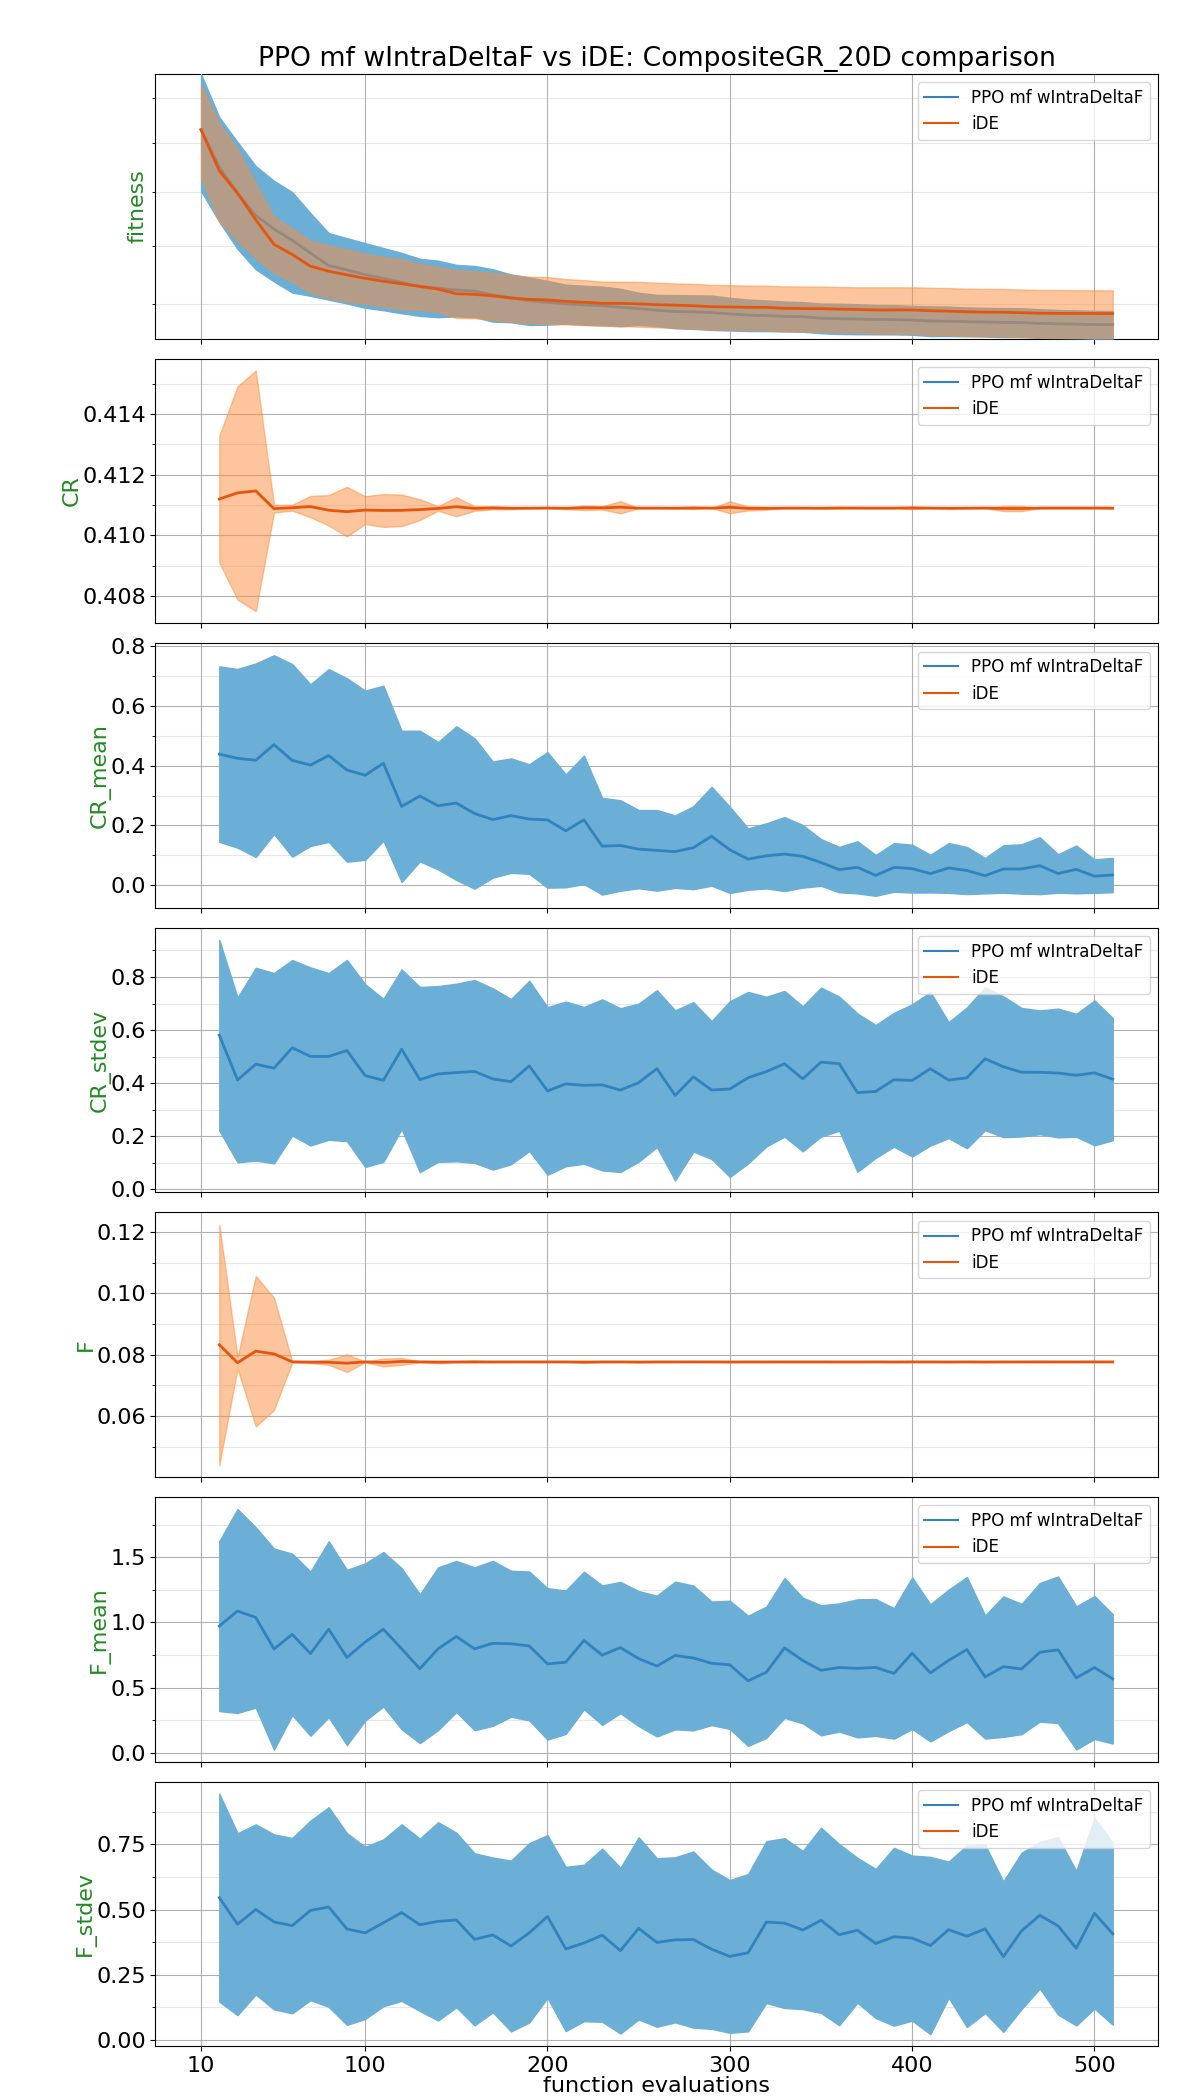 PPO mf wIntraDeltaF vs iDE: CompositeGR_20D comparison
fitness
PPO mf wIntraDeltaF
iDE
CR
0.414
0.412
0.410
0.408
PPO mf wIntraDeltaF
iDE
CR_mean
0.8
0.6
0.4
0.2
0.0
PPO mf wIntraDeltaF
iDE
CR_stdev
0.8
0.6
0.4
0.2
0.0
PPO mf wIntraDeltaF
iDE
F
0.12
0.10
0.08
0.06
PPO mf wIntraDeltaF
iDE
F_mean
1.5
1.0
0.5
0.0
PPO mf wIntraDeltaF
iDE
F_stdev
0.75
0.50
0.25
0.00
PPO mf wIntraDeltaF
iDE
10 100 200 300 400 500
function evaluations